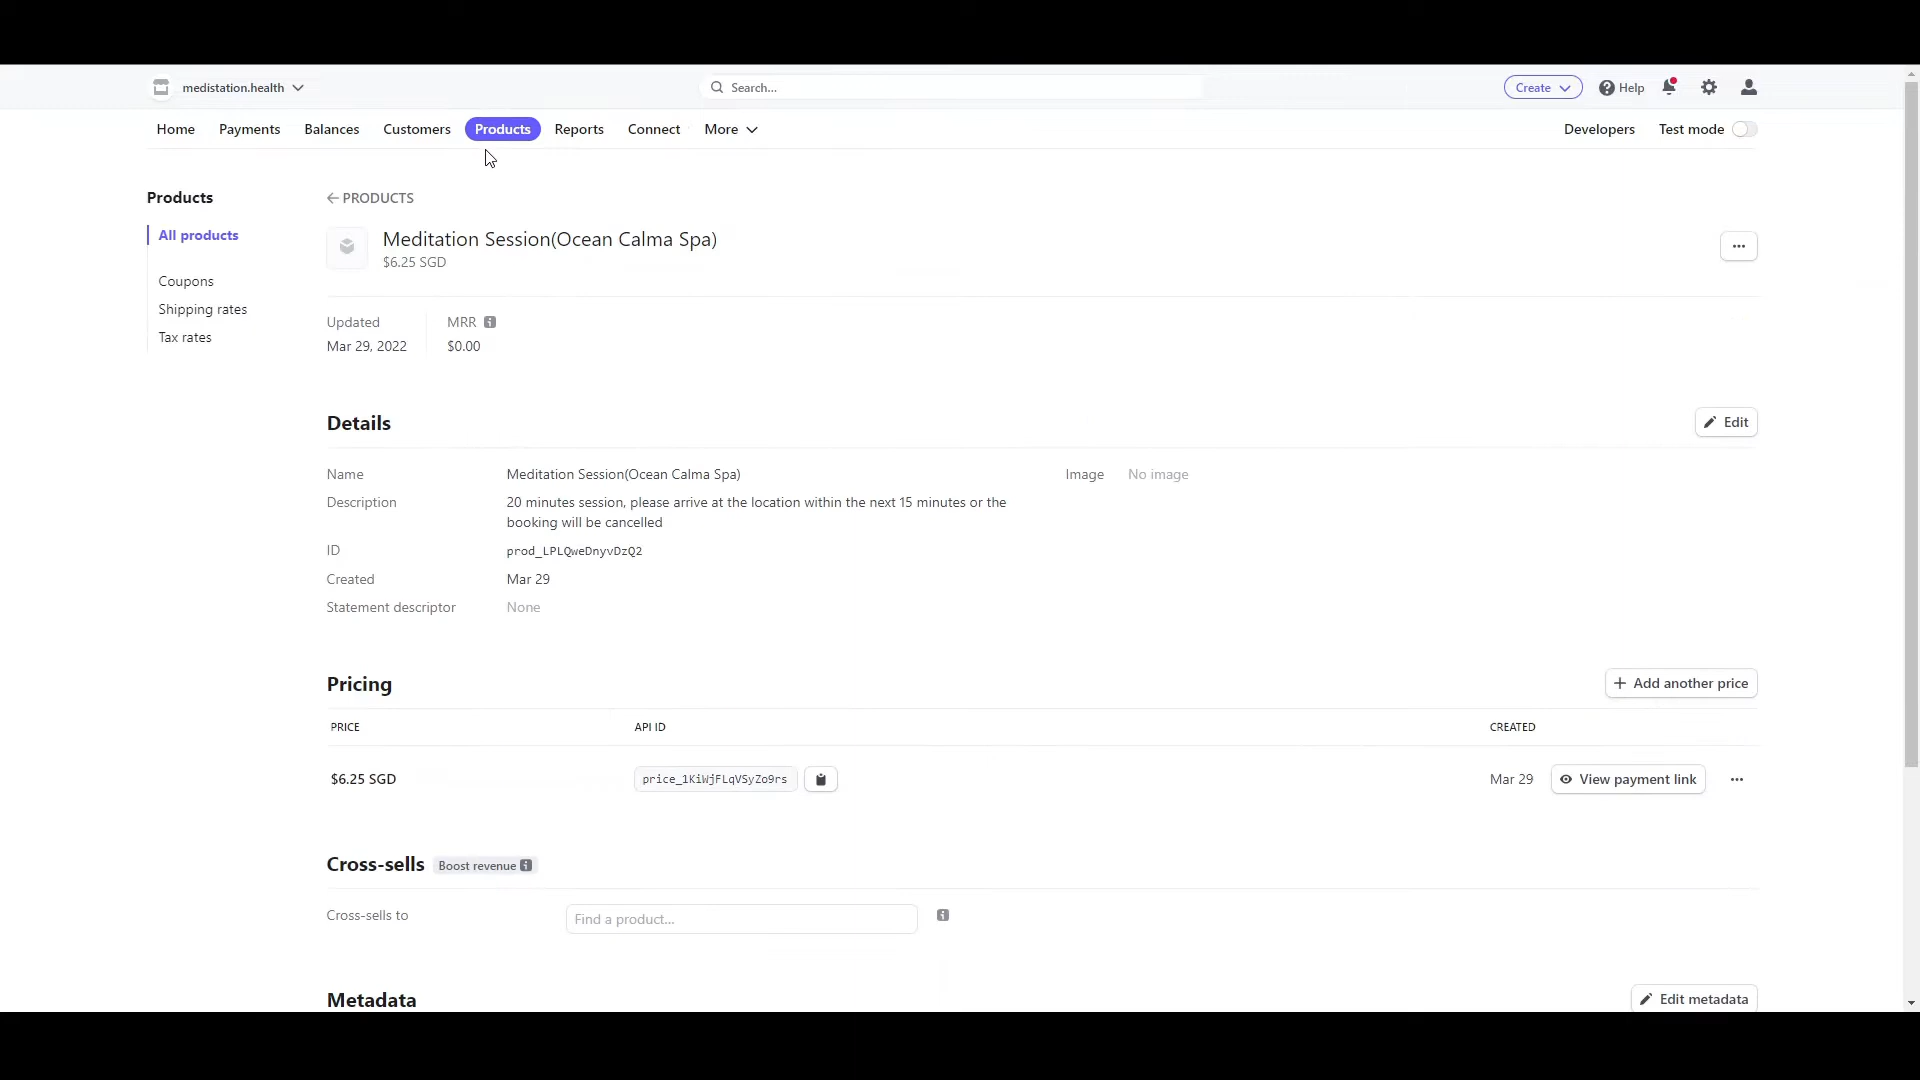 medistation.health
Search...
Create
Help
Home
Payments
Balances
Customers
Products
Reports
Connect
More
Developers
Test mode
Products
All products
Coupons
Shipping rates
Tax rates
PRODUCTS
Meditation Session(Ocean Calma Spa)
$6.25 SGD
Updated
Mar 29, 2022
MRR
$0.00
Details
Edit
Name
Meditation Session(Ocean Calma Spa)
Image
No image
Description
20 minutes session, please arrive at the location within the next 15 minutes or the
booking will be cancelled
ID
prod_LPLQweDnyvDzQ2
Created
Mar 29
Statement descriptor
None
Pricing
Add another price
PRICE
API ID
CREATED
$6.25 SGD
price_1KiWjFLqVSyZo9rs
Mar 29
View payment link
Cross-sells
Boost revenue
Cross-sells to
Find a product...
Metadata
Edit metadata